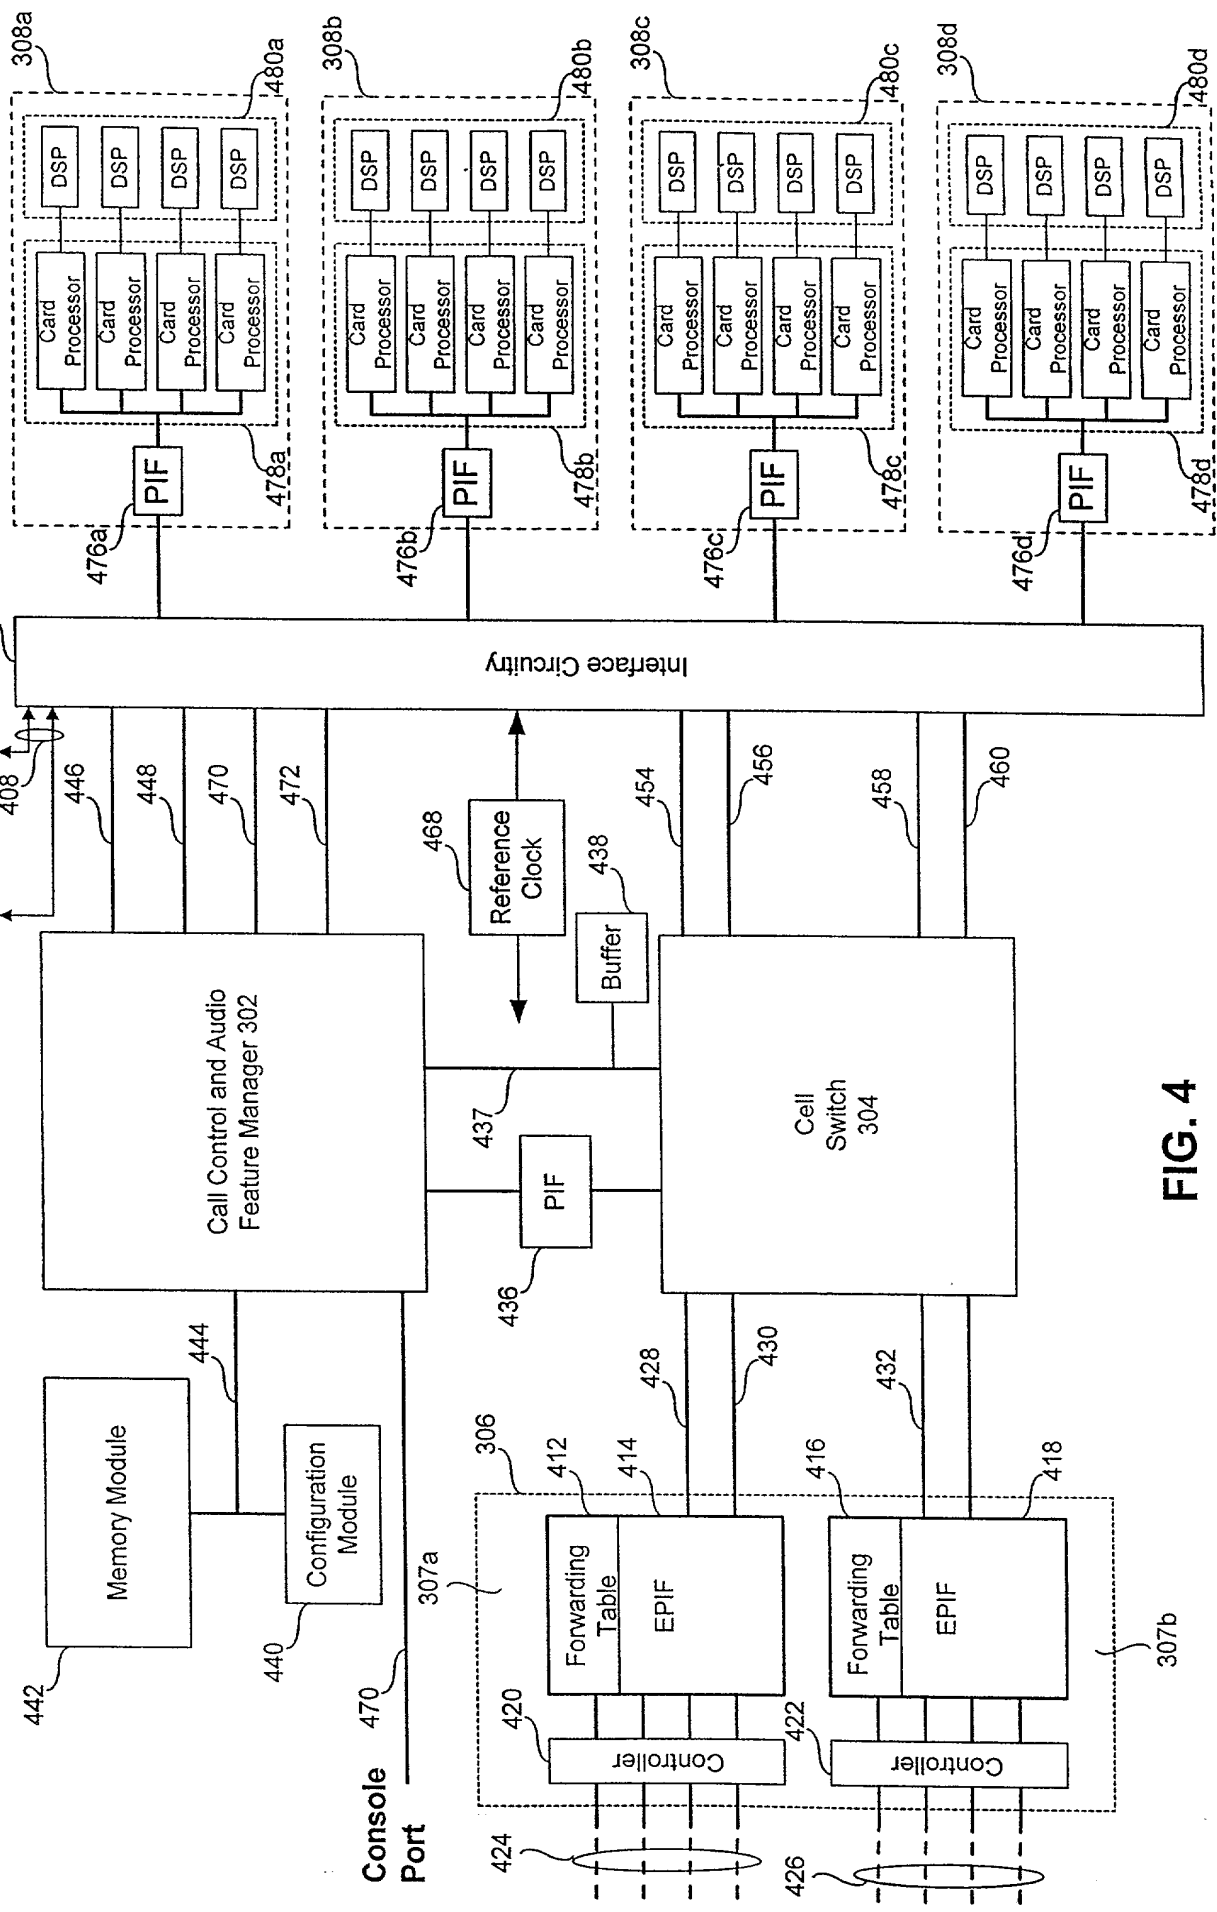 308a
480a
DSP
DSP
DSP
DSP
Card
Processor
Card
Processor
Card
Processor
Card
Processor
478a
PIF
476a
308b
480b
DSP
DSP
DSP
DSP
Card
Processor
Card
Processor
Card
Processor
Card
Processor
478b
PIF
476b
308c
480c
DSP
DSP
DSP
DSP
Card
Processor
Card
Processor
Card
Processor
Card
Processor
478c
PIF
476c
308d
480d
DSP
DSP
DSP
DSP
Card
Processor
Card
Processor
Card
Processor
Card
Processor
478d
PIF
476d
Interface Circuitry
408
446
448
470
472
468
Reference
Clock
438
Buffer
454
456
458
460
Call Control and Audio
Feature Manager 302
437
PIF
436
Cell
Switch
304
444
442
Memory Module
Configuration
Module
440
470
Console
Port
428
430
432
306
307a
412
414
Forwarding
Table
EPIF
420
Controller
424
416
418
Forwarding
Table
EPIF
422
Controller
426
307b
FIG. 4